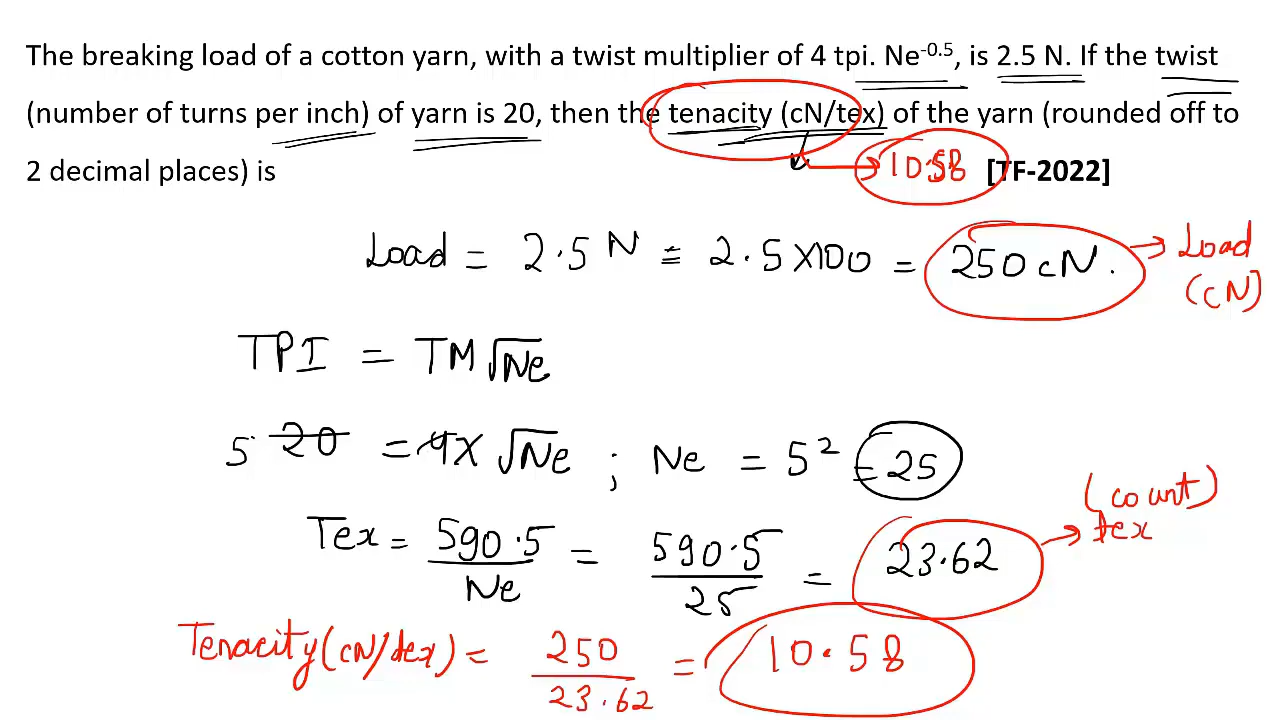 The breaking load of a cotton yarn, with a twist multiplier of 4 tpi. Ne-0.5, is 2.5 N. If the twist
(number of turns per inch) of yarn is 20, then the tenacity (cN/tex) of the yarn (rounded off to
10.58
2 decimal places) is [TF-2022]
Load = 2.5 N = 2.5 X100 = 250 cN. → Load
(cN)
TPI = TM√Ne
5 20 = 4X √Ne ; Ne = 5² = 25
(count)
tex
Tex = 590.5/Ne = 590.5/25 = 23.62
Tenacity(cN/tex) = 250/23.62 = 10.58